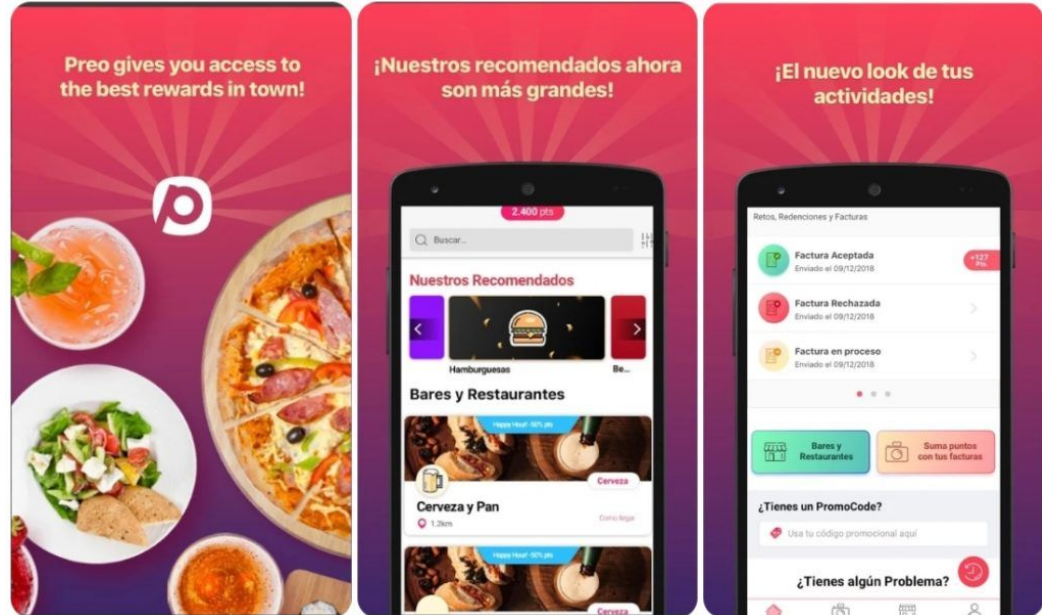 Preo gives you access to
the best rewards in town!
¡Nuestros recomendados ahora
son más grandes!
2.400 pts
Buscar...
Nuestros Recomendados
Hamburguesas
Be...
Bares y Restaurantes
Happy Hour! -50% pts
Cerveza
Cerveza y Pan
1.2km
Como llegar
Happy Hour! -50% pts
Cerveza
¡El nuevo look de tus
actividades!
Retos, Redenciones y Facturas
Factura Aceptada
Enviado el 09/12/2018
+127
Pts.
Factura Rechazada
Enviado el 09/12/2018
Factura en proceso
Enviado el 09/12/2018
Bares y
Restaurantes
Suma puntos
con tus facturas
¿Tienes un PromoCode?
Usa tu código promocional aquí
¿Tienes algún Problema?